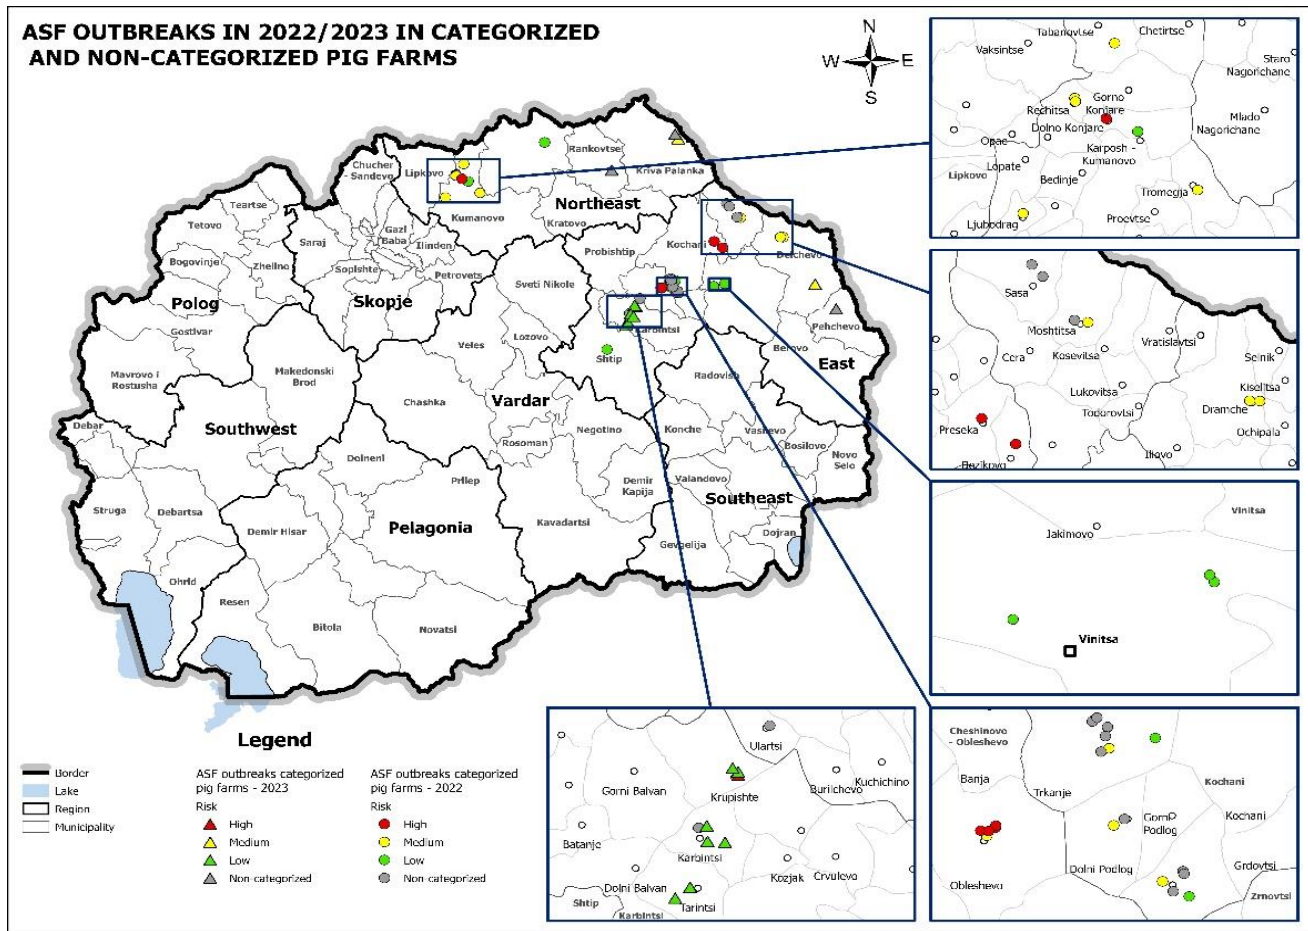 ASF OUTBREAKS IN 2022/2023 IN CATEGORIZED
AND NON-CATEGORIZED PIG FARMS
N
W E
S
Chucher
Sandevo
Lipkovo
Rankovtse
Kriva Palanka
Northeast
Kumanovo
Kratovo
Teartse
Tetovo
Saraj
Gazi
Baba
Ilinden
Bogovinje
Zhelino
Sopishte
Petrovets
Probishtip
Kochani
Delchevo
Polog
Skopje
Sveti Nikole
Gostivar
Karbintsi
Pehchevo
Veles
Lozovo
Shtip
Berovo
East
Mavrovo i
Rostusha
Makedonski
Brod
Radovish
Chashka
Vardar
Debar
Southwest
Negotino
Konche
Vasilevo
Bosilovo
Rosoman
Dolneni
Novo
Selo
Prilep
Demir
Kapija
Valandovo
Struga
Debartsa
Southeast
Demir Hisar
Pelagonia
Kavadartsi
Dojran
Gevgelija
Ohrid
Resen
Bitola
Novatsi
Legend
Border
Lake
Region
Municipality
ASF outbreaks categorized
pig farms - 2023
Risk
High
Medium
Low
Non-categorized
ASF outbreaks categorized
pig farms - 2022
Risk
High
Medium
Low
Non-categorized
Tabanovtse
Chetirtse
Vaksintse
Staro
Nagorichane
Rechitsa
Gorno
Konjare
Mlado
Nagorichane
Opae
Dolno Konjare
Karposh -
Kumanovo
Lopate
Lipkovo
Bedinje
Tromegja
Ljubodrag
Proevtse
Sasa
Moshtitsa
Vratislavtsi
Cera
Kosevitsa
Selnik
Kiselitsa
Lukovitsa
Dramche
Todorovtsi
Preseka
Ochipala
Iliovo
Bezikovo
Vinitsa
Jakimovo
Vinitsa
Ulartsi
Kuchichino
Gorni Balvan
Krupishte
Burilchevo
Batanje
Karbintsi
Dolni Balvan
Kozjak
Crvulevo
Shtip
Karbintsi
Tarintsi
Cheshinovo
- Obleshevo
Banja
Trkanje
Kochani
Gorni
Podlog
Kochani
Dolni Podlog
Grdovtsi
Obleshevo
Zrnovtsi